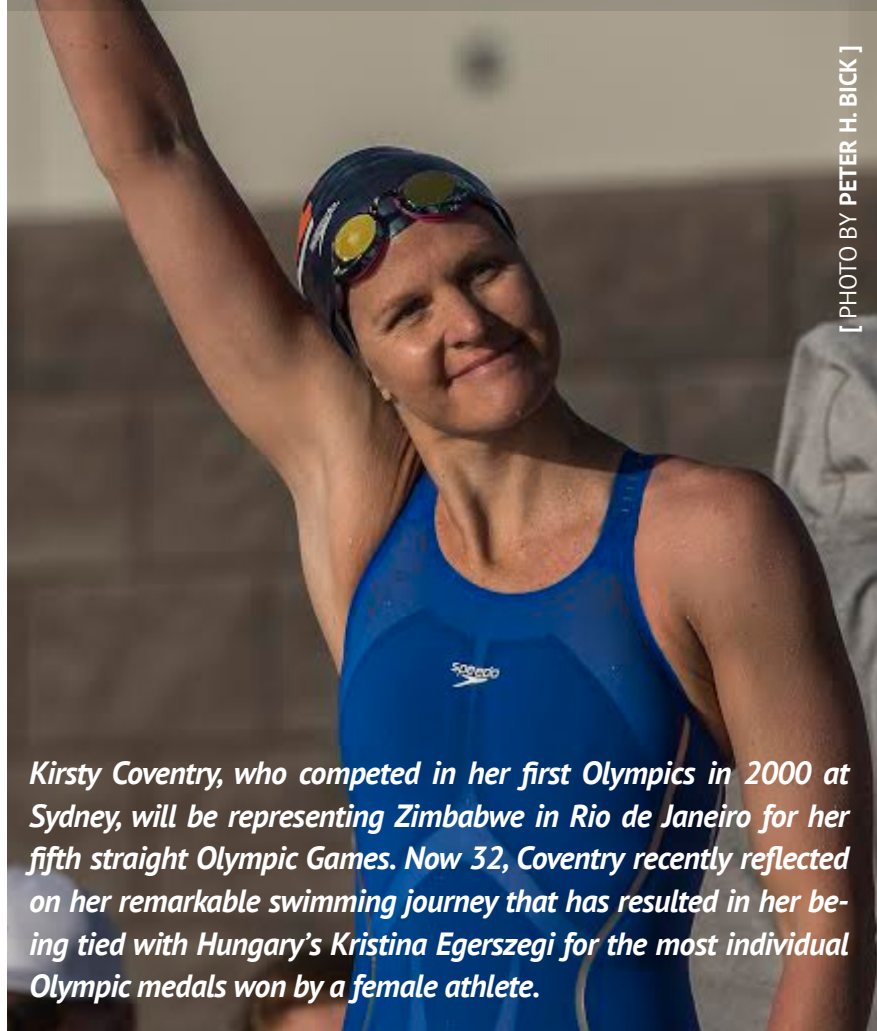 [ PHOTO BY PETER H. BICK ]
speedo
Kirsty Coventry, who competed in her first Olympics in 2000 at
Sydney, will be representing Zimbabwe in Rio de Janeiro for her
fifth straight Olympic Games. Now 32, Coventry recently reflected
on her remarkable swimming journey that has resulted in her be-
ing tied with Hungary’s Kristina Egerszegi for the most individual
Olympic medals won by a female athlete.